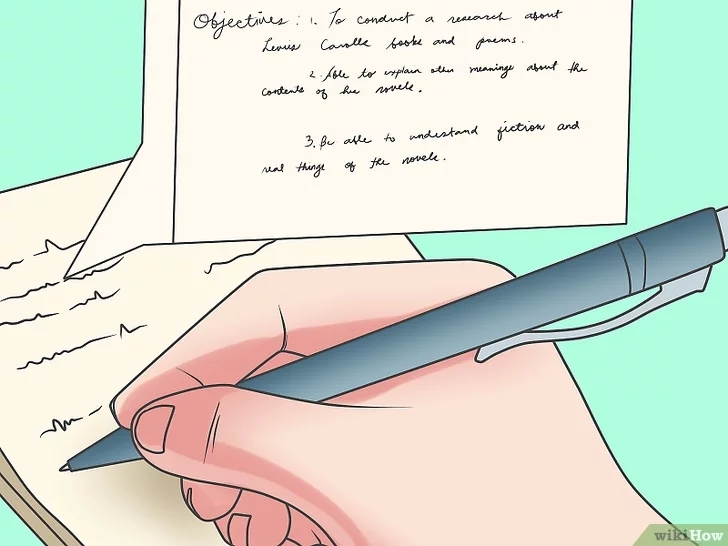 Objectives: 1. To conduct a research about
Lewis Carolls books and poems.
2. Able to explain other meanings about the
contents of his novels.
3. Be able to understand fiction and
real things of the novels.
wikiHow